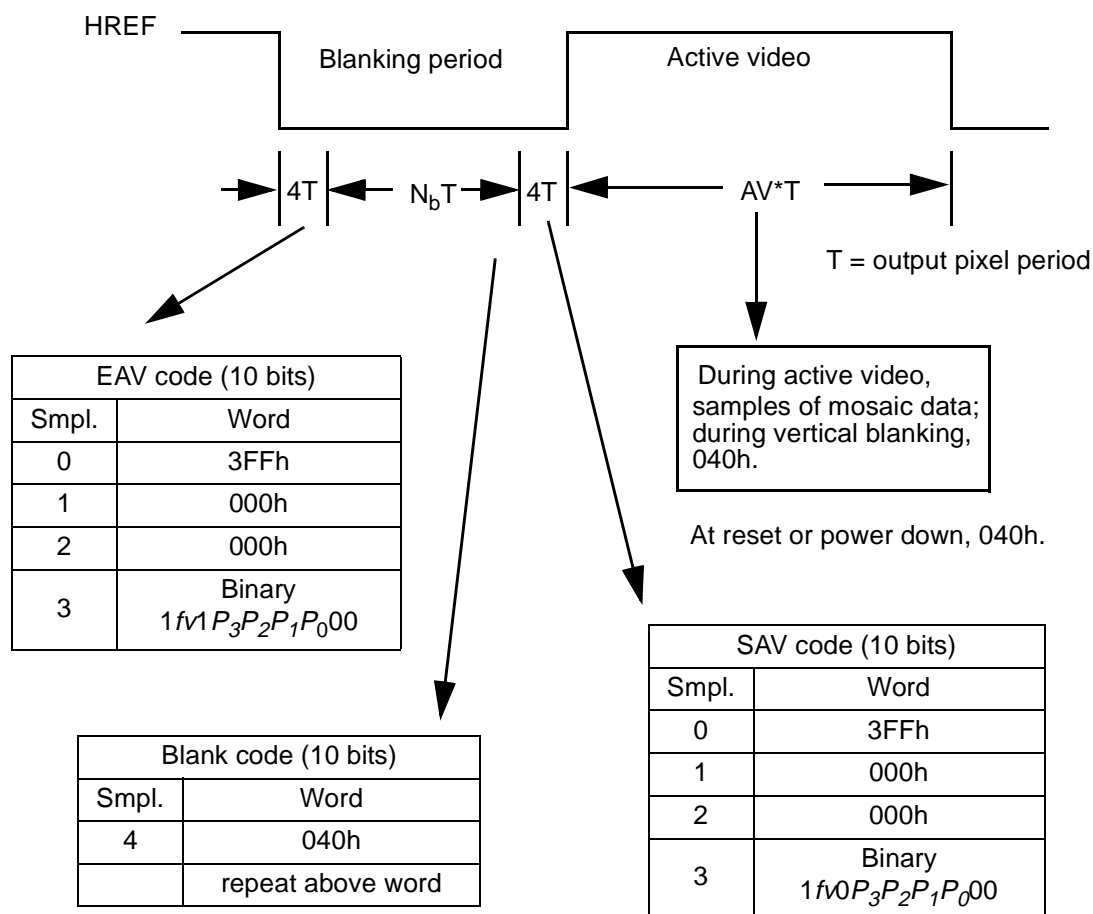 HREF
Blanking period
Active video
4T
NbT
4T
AV*T
T = output pixel period
EAV code (10 bits)
Smpl. Word
0 3FFh
1 000h
2 000h
3 Binary
1fv1P3P2P1P000
During active video,
samples of mosaic data;
during vertical blanking,
040h.
At reset or power down, 040h.
Blank code (10 bits)
Smpl. Word
4 040h
repeat above word
SAV code (10 bits)
Smpl. Word
0 3FFh
1 000h
2 000h
3 Binary
1fv0P3P2P1P000